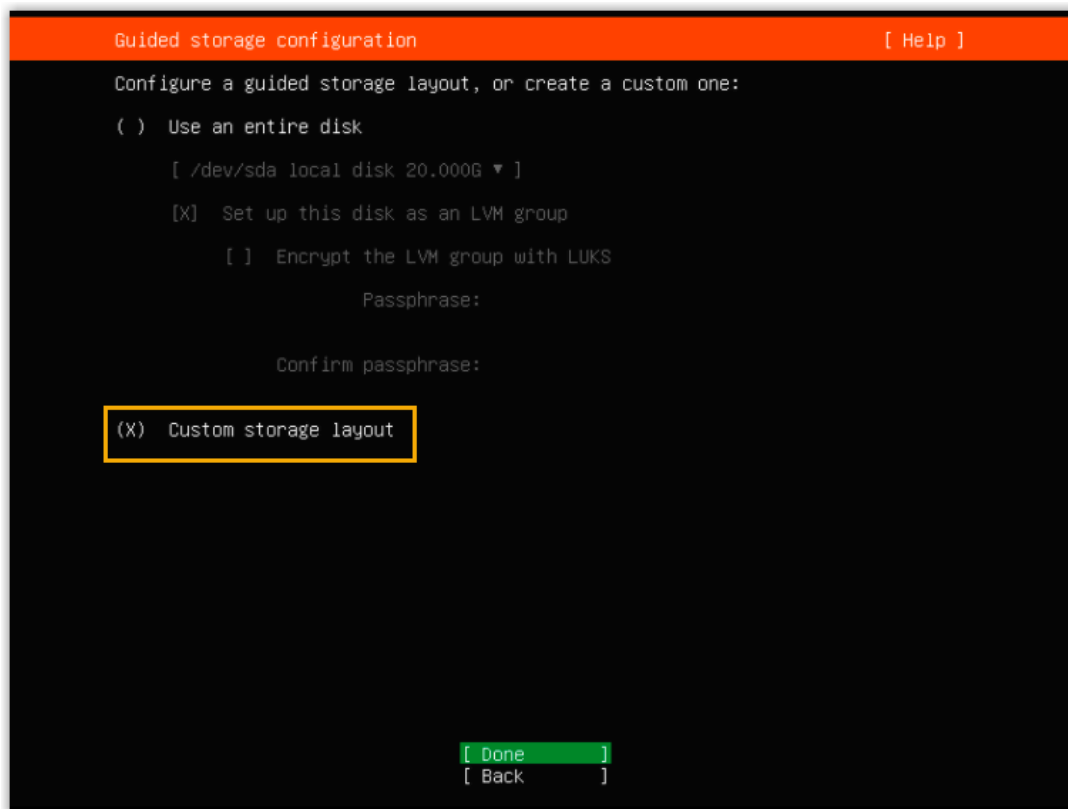 Guided storage configuration [ Help ]
Configure a guided storage layout, or create a custom one:
( ) Use an entire disk
[ /dev/sda local disk 20.000G ▾ ]
[X] Set up this disk as an LVM group
[ ] Encrypt the LVM group with LUKS
Passphrase:
Confirm passphrase:
(X) Custom storage layout
[ Done ]
[ Back ]